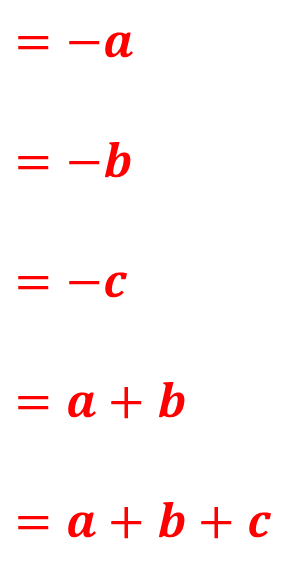 = −a
= −b
= −c
= a + b
= a + b + c